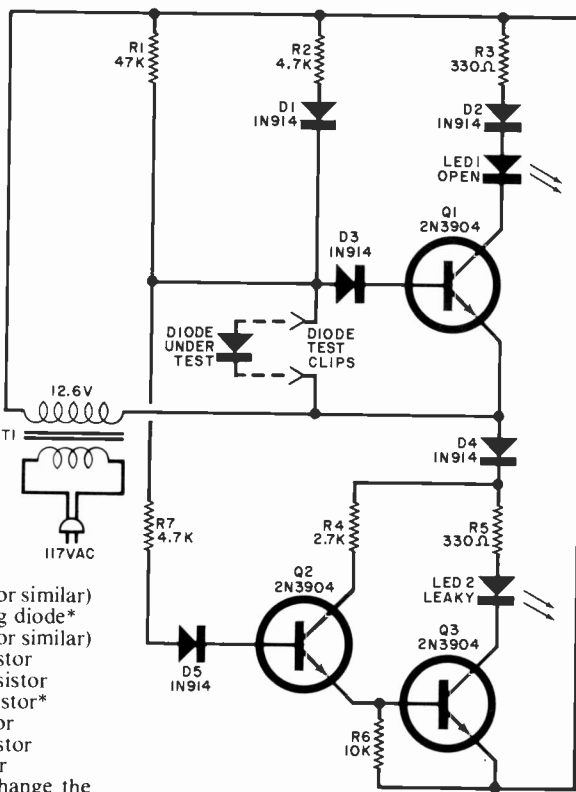 R1
47K
R2
4.7K
R3
330Ω
D1
1N914
D2
1N914
LED1
OPEN
Q1
2N3904
D3
1N914
DIODE
UNDER
TEST
DIODE
TEST
CLIPS
12.6V
T1
117VAC
D4
1N914
R7
4.7K
R4
2.7K
R5
330Ω
Q2
2N3904
LED 2
LEAKY
Q3
2N3904
D5
1N914
R6
10K
or similar)
g diode*
or similar)
stor
sistor
stor*
or
stor
r
hange the